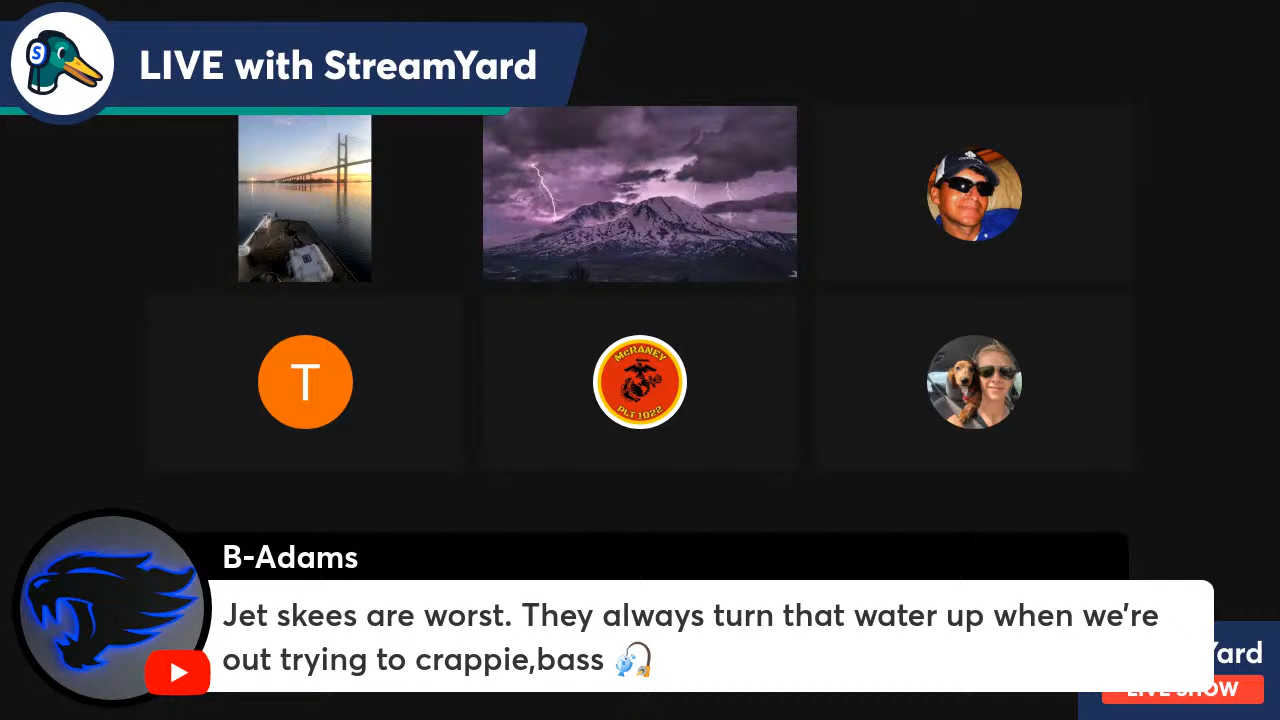 S
LIVE with StreamYard
T
McRANEY
PLT 1022
B-Adams
Jet skees are worst. They always turn that water up when we're
out trying to crappie,bass 🎣
Yard
LIVE SHOW